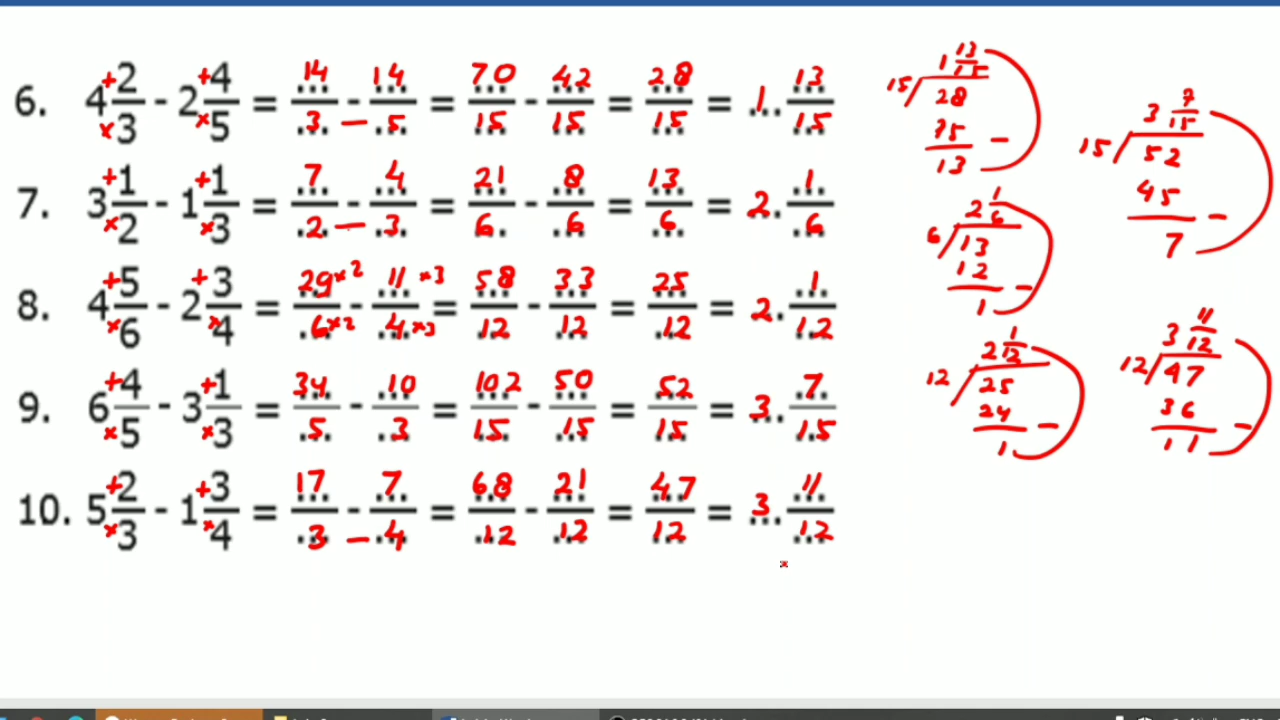 6. 4 2/3 - 2 4/5 = 14/3 - 14/5 = 70/15 - 42/15 = 28/15 = 1 13/15
7. 3 1/2 - 1 1/3 = 7/2 - 4/3 = 21/6 - 8/6 = 13/6 = 2 1/6
8. 4 5/6 - 2 3/4 = 29×2/6×2 - 11×3/4×3 = 58/12 - 33/12 = 25/12 = 2 1/12
9. 6 4/5 - 3 1/3 = 34/5 - 10/3 = 102/15 - 50/15 = 52/15 = 3 7/15
10. 5 2/3 - 1 3/4 = 17/3 - 7/4 = 68/12 - 21/12 = 47/12 = 3 11/12
1 13/15
15 / 28
15 -
13
3 7/15
15 / 52
45 -
7
2 1/6
6 / 13
12 -
1
2 1/12
12 / 25
24 -
1
3 11/12
12 / 47
36 -
11